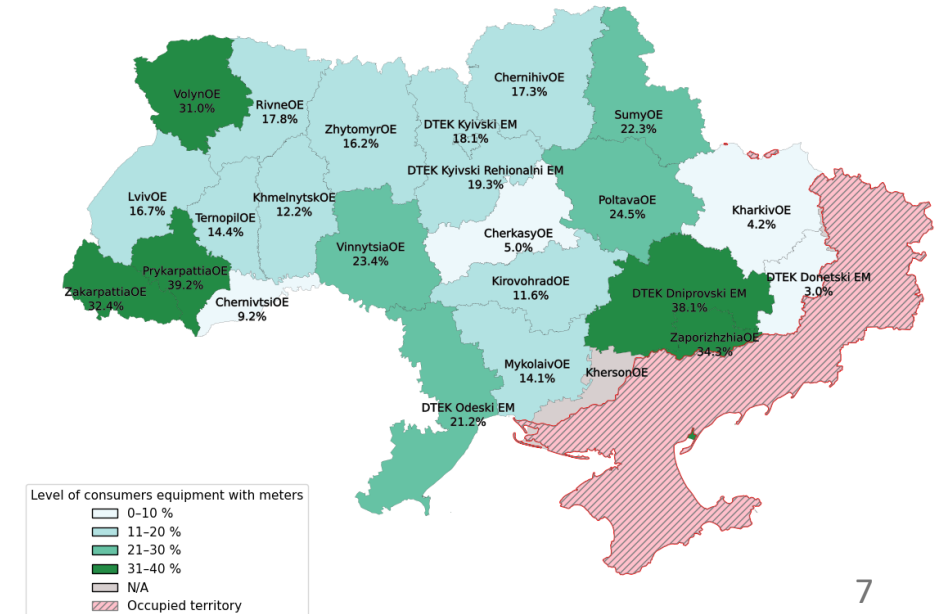 ChernihivOE
17.3%
VolynOE
31.0%
RivneOE
17.8%
SumyOE
22.3%
ZhytomyrOE
16.2%
DTEK Kyivski EM
18.1%
DTEK Kyivski Rehionalni EM
19.3%
LvivOE
16.7%
TernopilOE
14.4%
KhmelnytskOE
12.2%
PoltavaOE
24.5%
KharkivOE
4.2%
VinnytsiaOE
23.4%
CherkasyOE
5.0%
PrykarpattiaOE
39.2%
ZakarpattiaOE
32.4%
ChernivtsiOE
9.2%
KirovohradOE
11.6%
DTEK Dniprovski EM
38.1%
DTEK Donetski EM
3.0%
ZaporizhzhiaOE
34.3%
MykolaivOE
14.1%
KhersonOE
DTEK Odeski EM
21.2%
Level of consumers equipment with meters
0–10 %
11–20 %
21–30 %
31–40 %
N/A
Occupied territory
7